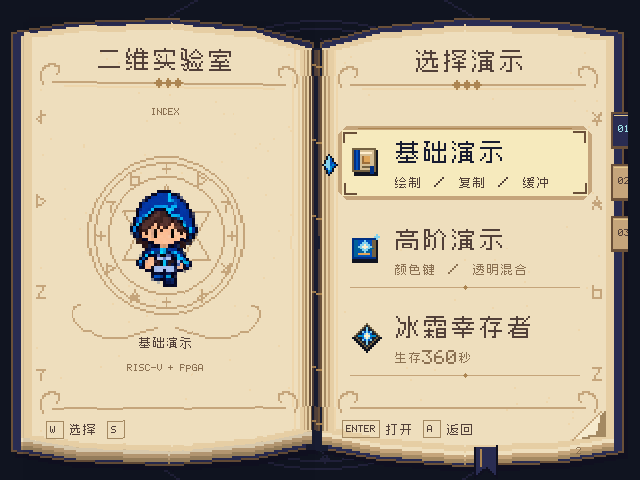 二维实验室
INDEX
基础演示
RISC-V + FPGA
W 选择 S
选择演示
基础演示
绘制 / 复制 / 缓冲
高阶演示
颜色键 / 透明混合
冰霜幸存者
生存360秒
ENTER 打开 A 返回
01
02
03